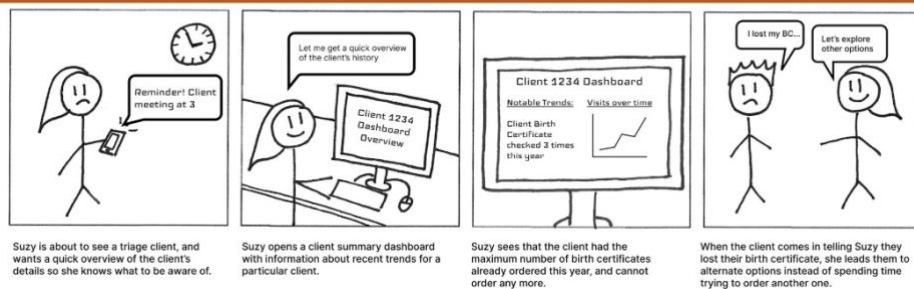 Reminder! Client
meeting at 3
Suzy is about to see a triage client, and
wants a quick overview of the client's
details so she knows what to be aware of.
Let me get a quick overview
of the client's history
Client 1234
Dashboard
Overview
Suzy opens a client summary dashboard
with information about recent trends for a
particular client.
Client 1234 Dashboard
Notable Trends: Visits over time
Client Birth
Certificate
checked 3 times
this year
Suzy sees that the client had the
maximum number of birth certificates
already ordered this year, and cannot
order any more.
I lost my BC...
Let's explore
other options
When the client comes in telling Suzy they
lost their birth certificate, she leads them to
alternate options instead of spending time
trying to order another one.